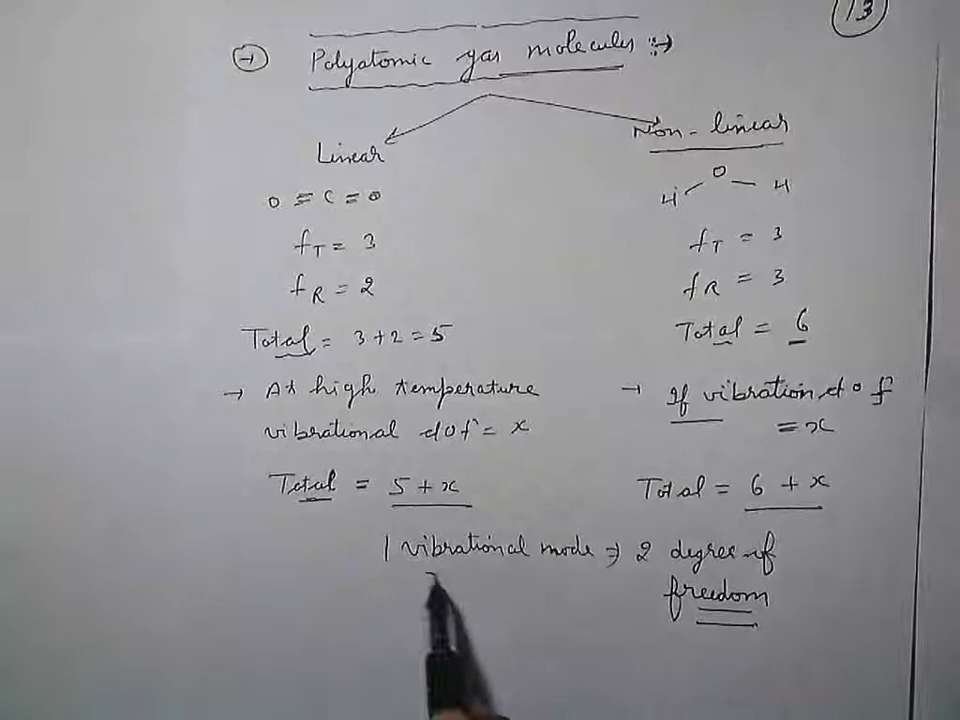 13
→ Polyatomic gas molecules :→
Linear
O = C = O
fT = 3
fR = 2
Total = 3 + 2 = 5
→ At high temperature
vibrational dof = x
Total = 5 + x
Non - linear
H - O - H
fT = 3
fR = 3
Total = 6
→ If vibration dof
= x
Total = 6 + x
1 vibrational mode ⇒ 2 degree of
freedom